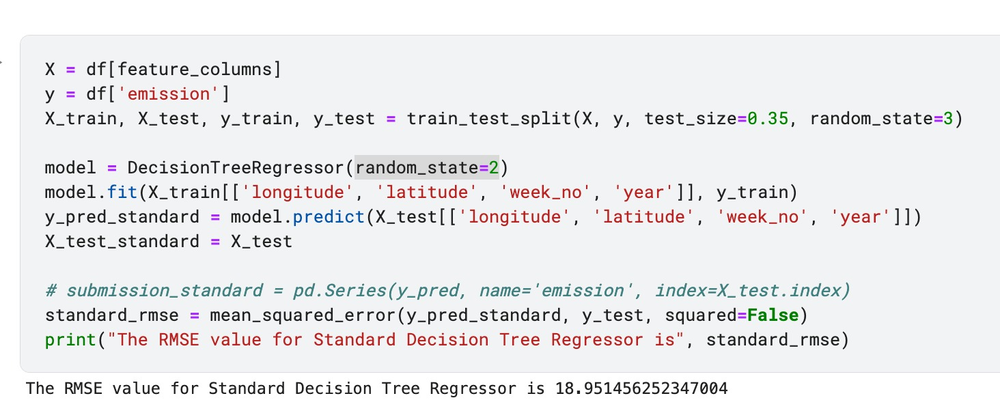 X = df[feature_columns]
y = df['emission']
X_train, X_test, y_train, y_test = train_test_split(X, y, test_size=0.35, random_state=3)
model = DecisionTreeRegressor(random_state=2)
model.fit(X_train[['longitude', 'latitude', 'week_no', 'year']], y_train)
y_pred_standard = model.predict(X_test[['longitude', 'latitude', 'week_no', 'year']])
X_test_standard = X_test
# submission_standard = pd.Series(y_pred, name='emission', index=X_test.index)
standard_rmse = mean_squared_error(y_pred_standard, y_test, squared=False)
print("The RMSE value for Standard Decision Tree Regressor is", standard_rmse)
The RMSE value for Standard Decision Tree Regressor is 18.951456252347004